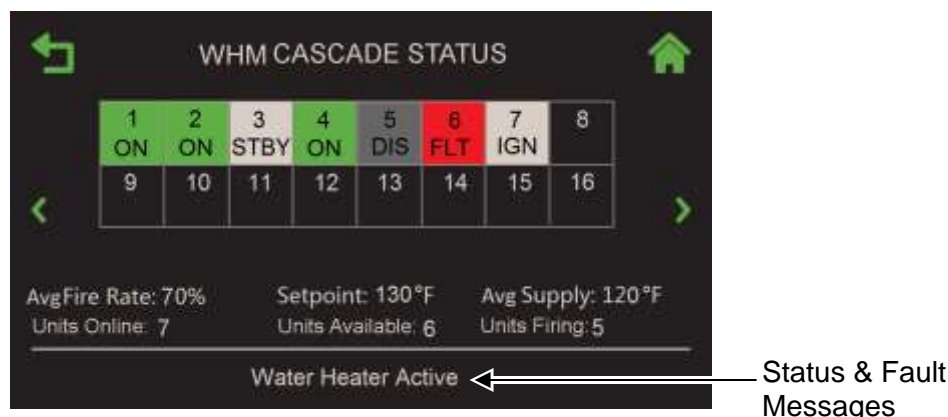 WHM CASCADE STATUS
1 2 3 4 5 6 7 8
ON ON STBY ON DIS FLT IGN
9 10 11 12 13 14 15 16
AvgFire Rate: 70% Setpoint: 130°F Avg Supply: 120°F
Units Online: 7 Units Available: 6 Units Firing: 5
Water Heater Active
Status & Fault
Messages